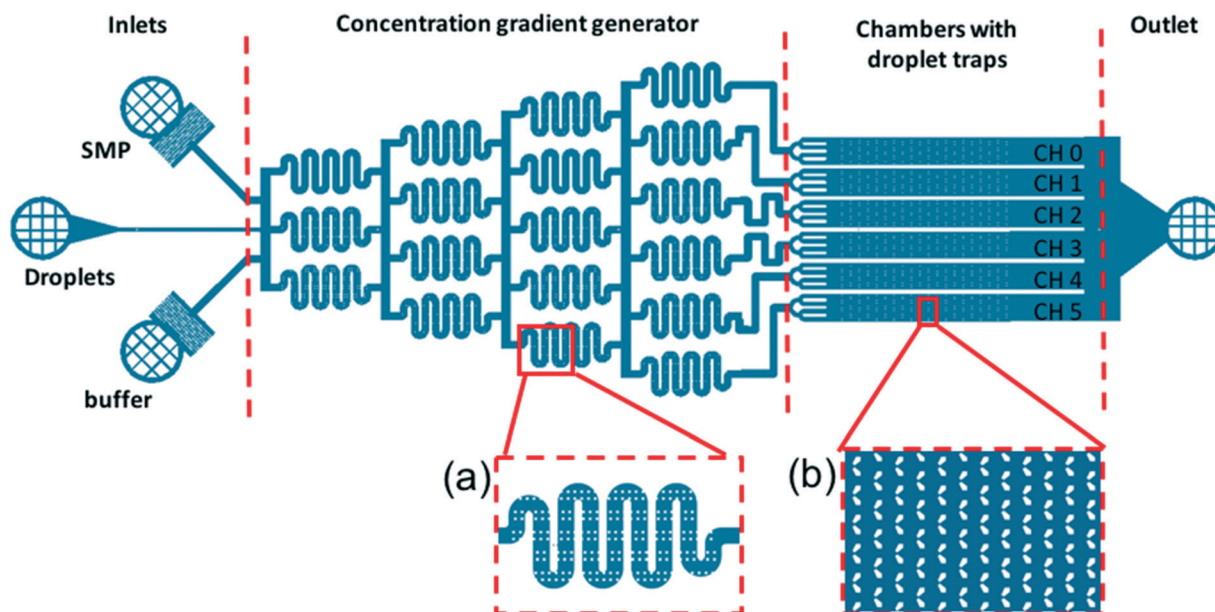 Inlets
Concentration gradient generator
Chambers with
droplet traps
Outlet
SMP
Droplets
buffer
CH 0
CH 1
CH 2
CH 3
CH 4
CH 5
(a)
(b)